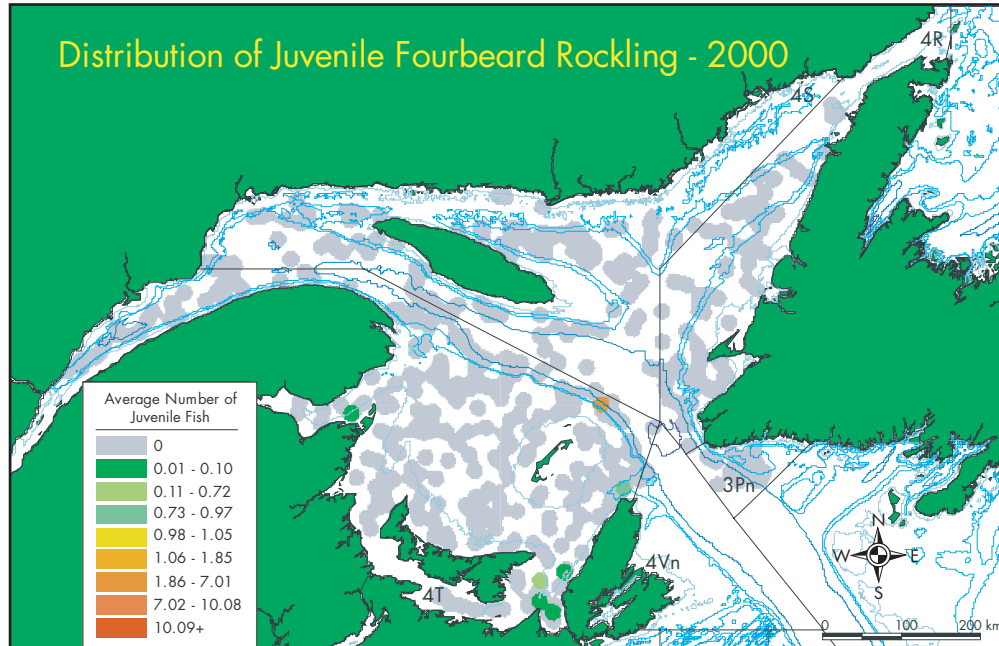 Distribution of Juvenile Fourbeard Rockling - 2000
4R
4S
Average Number of
Juvenile Fish
0
0.01 - 0.10
0.11 - 0.72
0.73 - 0.97
0.98 - 1.05
1.06 - 1.85
1.86 - 7.01
7.02 - 10.08
10.09+
3Pn
4Vn
4T
N
W E
S
0 100 200 km